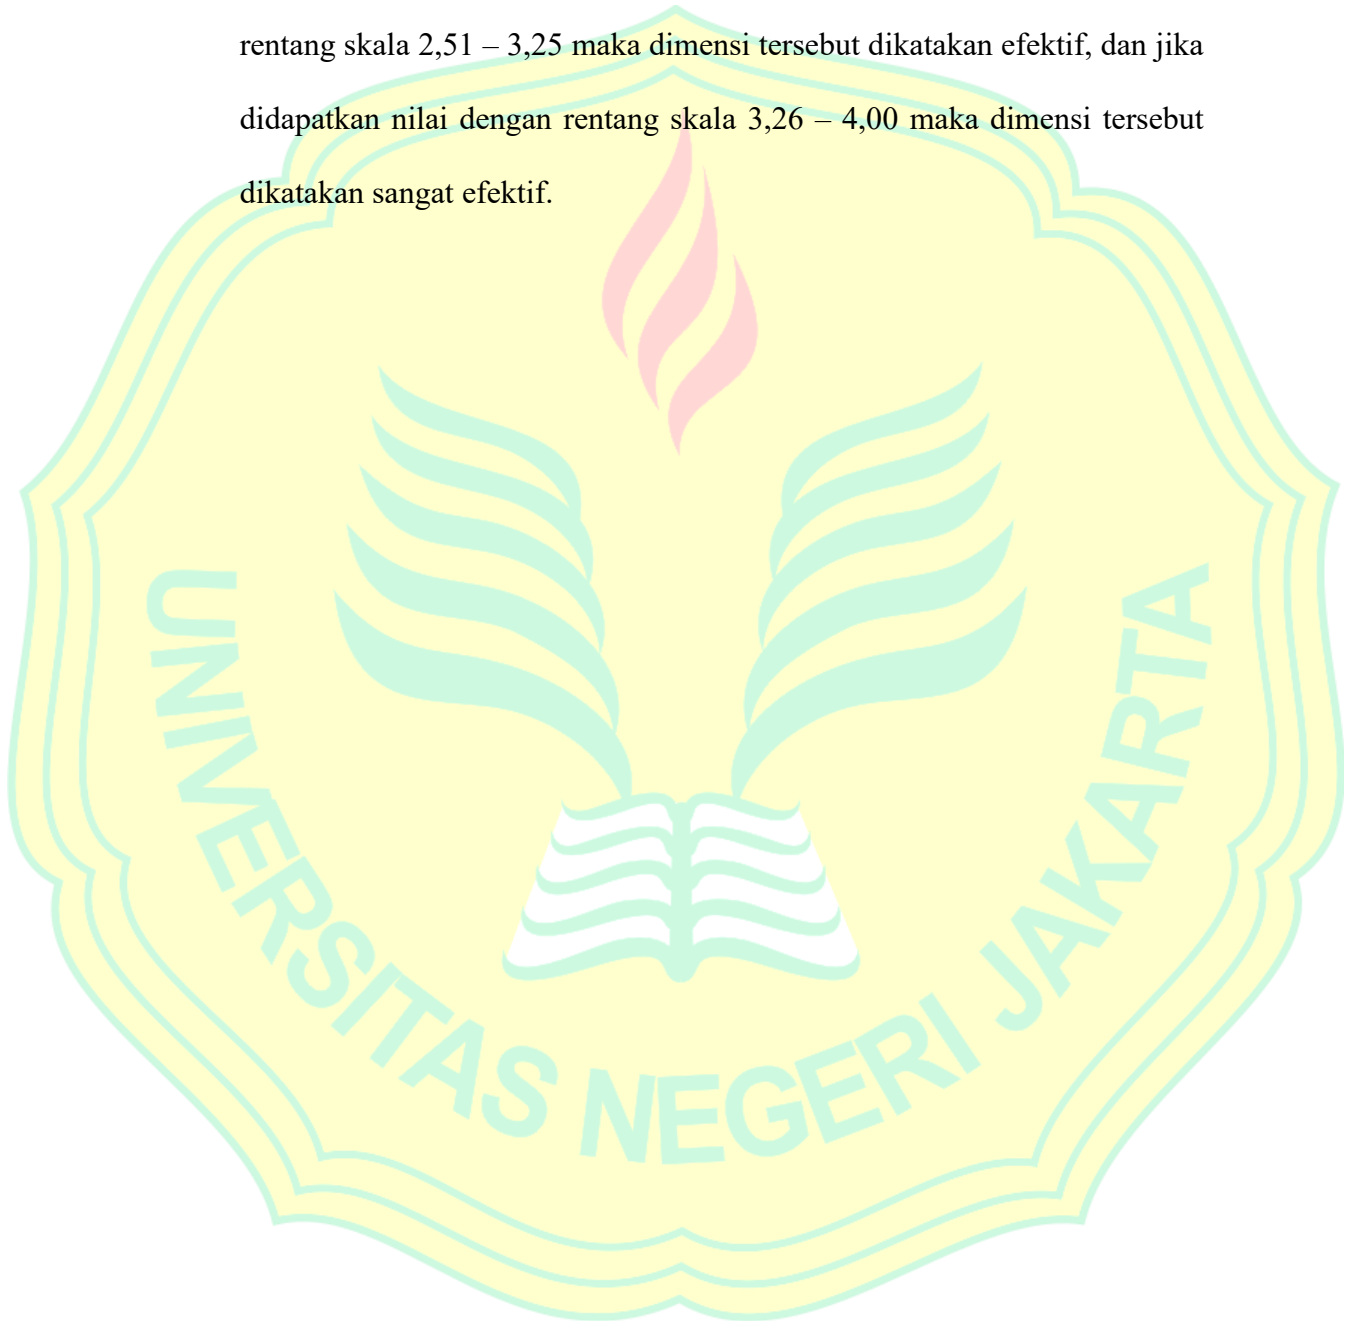 rentang skala 2,51 – 3,25 maka dimensi tersebut dikatakan efektif, dan jika
didapatkan nilai dengan rentang skala 3,26 – 4,00 maka dimensi tersebut
dikatakan sangat efektif.
UNIVERSITAS NEGERI JAKARTA